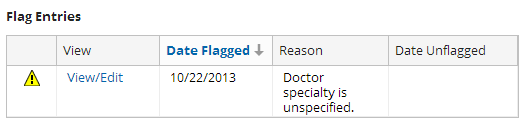 Flag Entries
View Date Flagged Reason Date Unflagged
View/Edit 10/22/2013 Doctor
specialty is
unspecified.